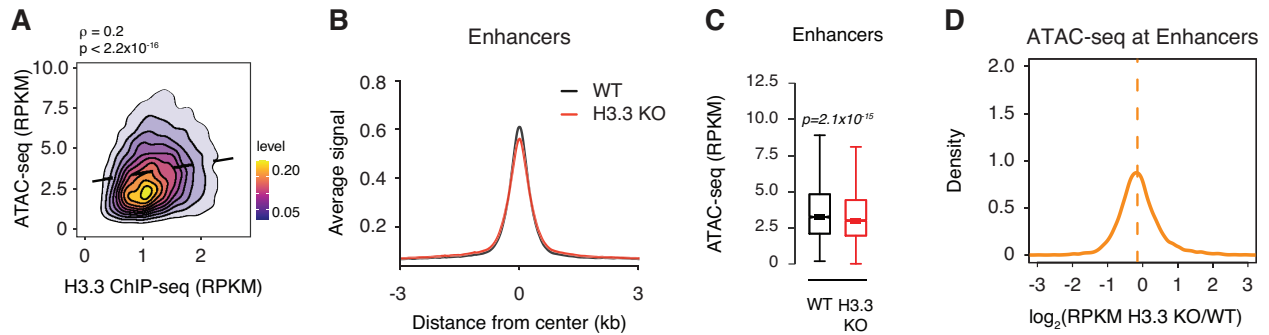 A
ρ = 0.2
p < 2.2x10-16
ATAC-seq (RPKM)
10.0
7.5
5.0
2.5
0
0
1
2
H3.3 ChIP-seq (RPKM)
level
0.20
0.05
B
Enhancers
WT
H3.3 KO
Average signal
0.8
0.6
0.4
0.2
-3
0
3
Distance from center (kb)
C
Enhancers
ATAC-seq (RPKM)
12.5
10.0
7.5
5.0
2.5
0
p=2.1x10-15
WT
H3.3
KO
D
ATAC-seq at Enhancers
Density
2.0
1.5
1.0
0.5
0
-3
-2
-1
0
1
2
3
log2(RPKM H3.3 KO/WT)